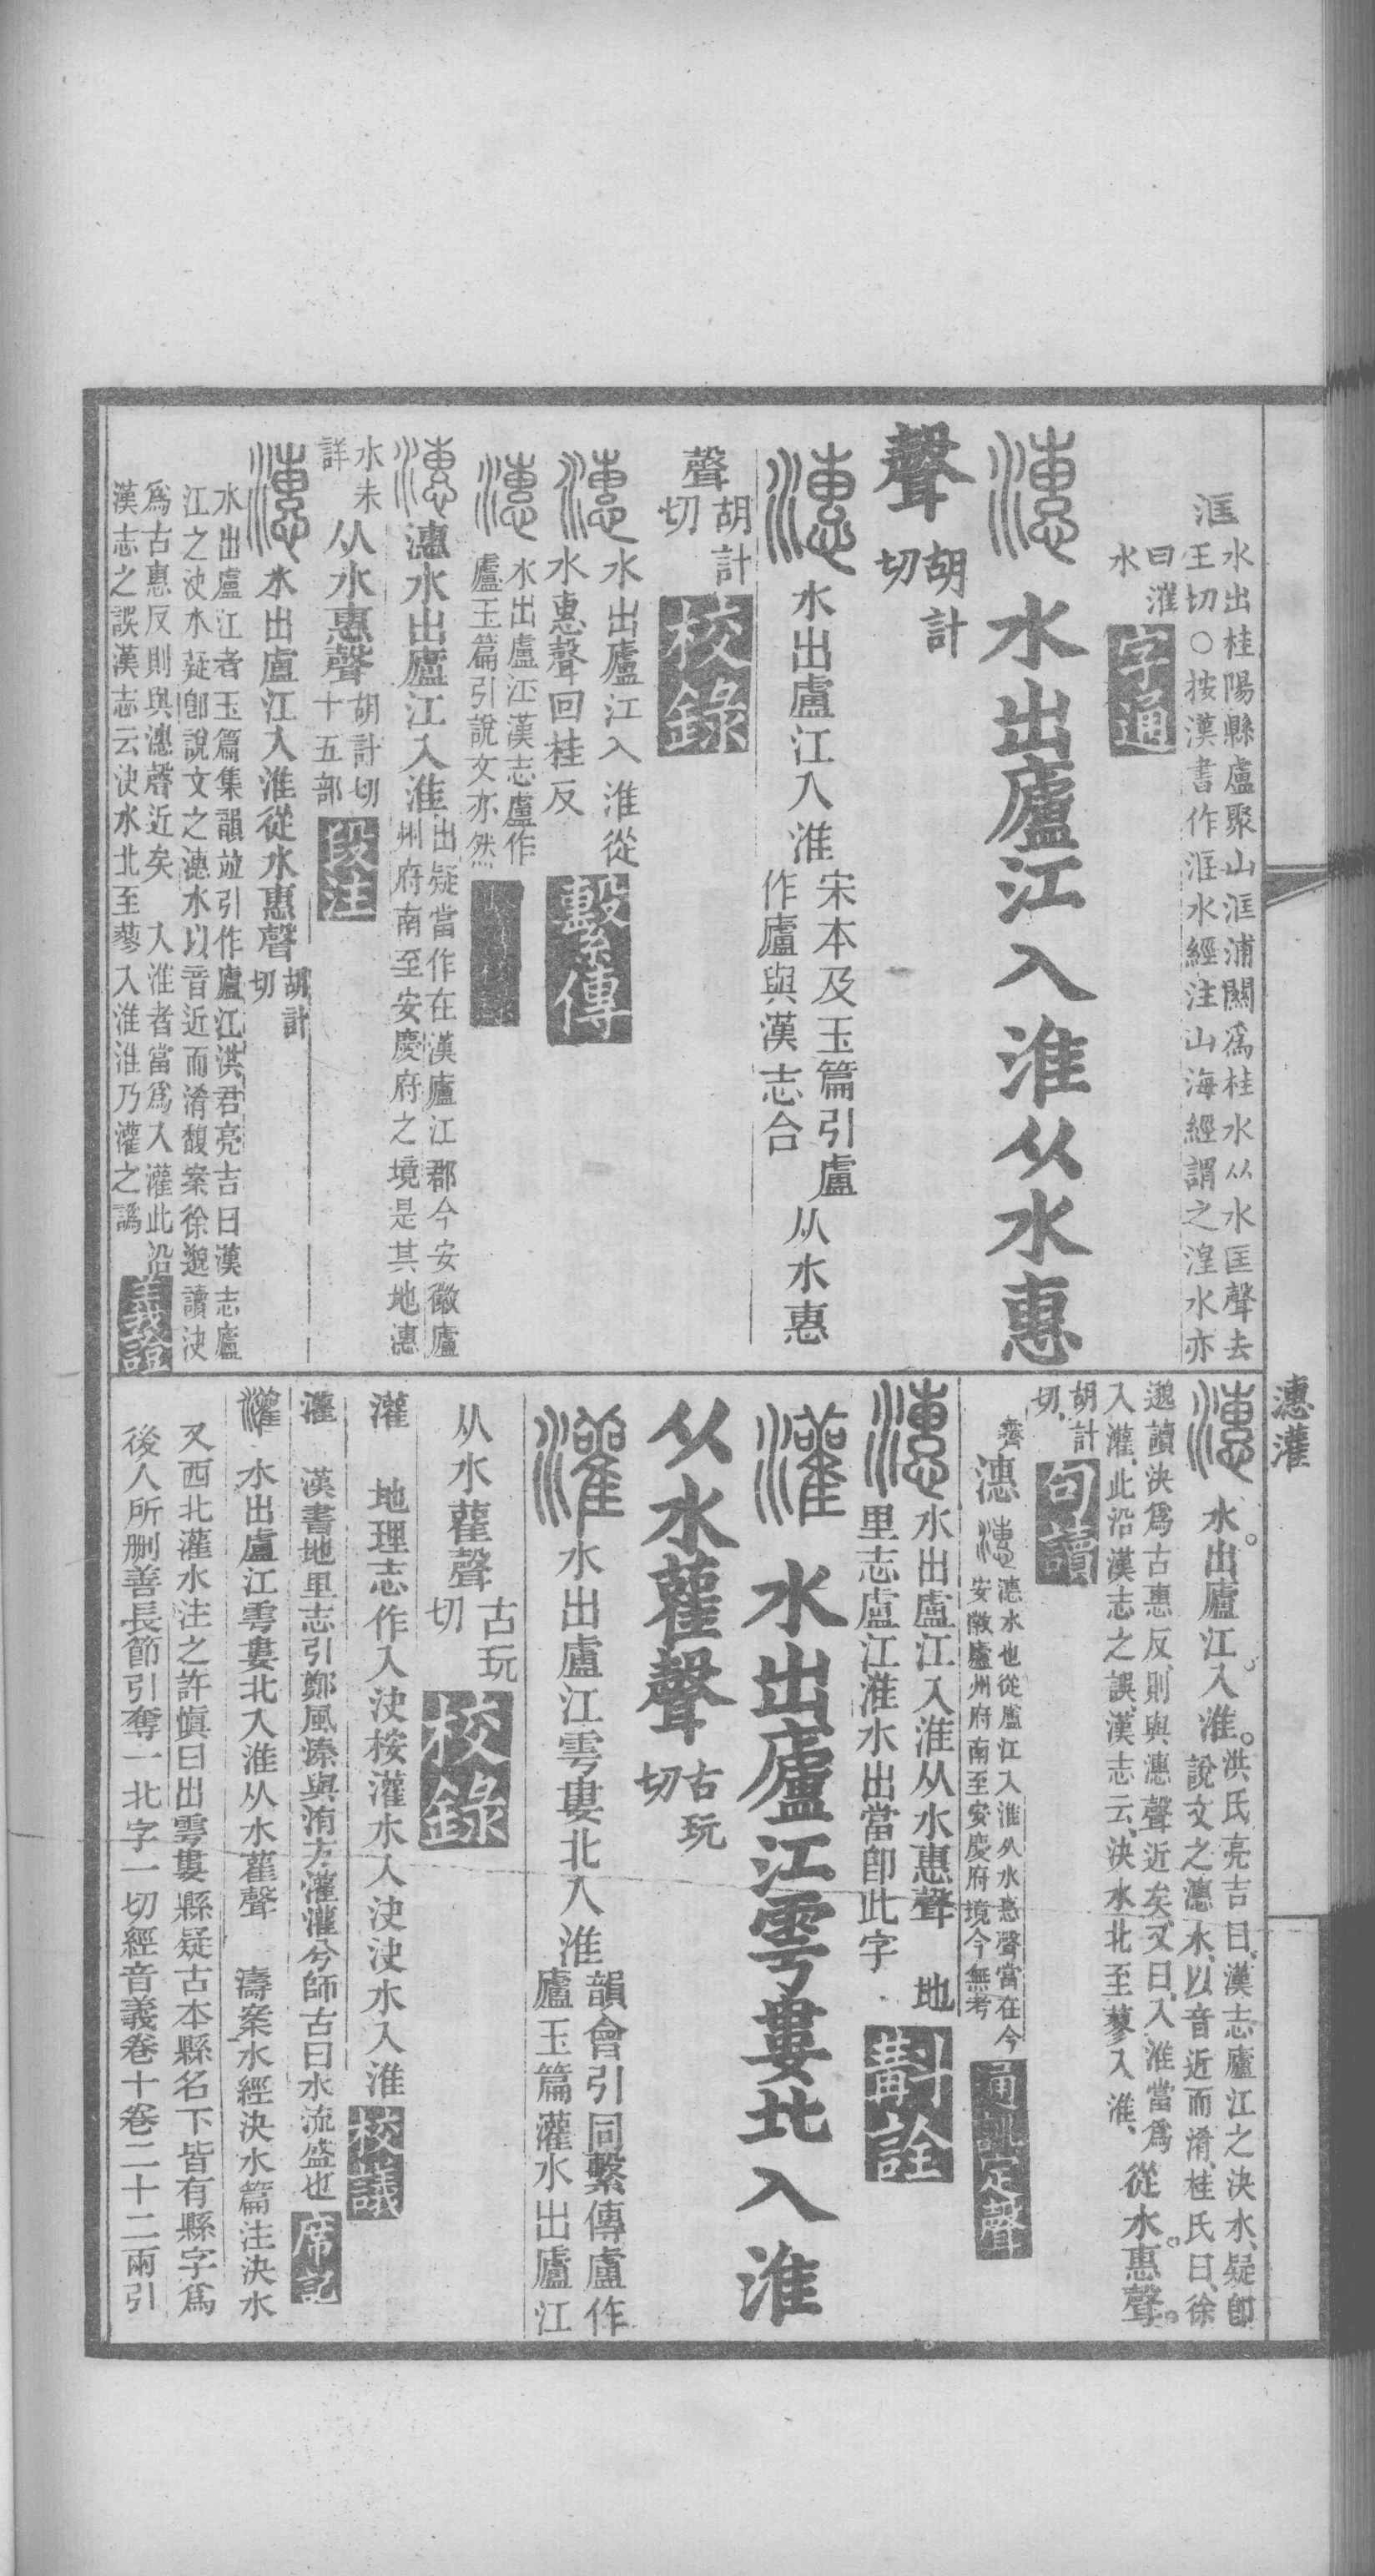 洭
水出桂陽縣盧聚山洭浦關爲桂水从水匡聲去
王切○按漢書作洭水經注山海經謂之湟水亦
曰灌
水
字通
漶水出廬江入淮从水惠
聲胡計
切
漶水出盧江入淮
宋本及玉篇引盧
作廬與漢志合
从水惠
聲胡計
切
校錄
水出廬江入淮從
水惠聲回桂反
繫傳
水出盧江漢志盧作
廬玉篇引說文亦然
潓水出廬江入淮
出疑當作在漢廬江郡今安徽廬
州府南至安慶府之境是其地潓
水未
詳
从水惠聲
胡計切
十五部
段注
水出盧江入淮從水惠聲
胡計
切
水出盧江者玉篇集韻竝引作廬江洪君亮吉曰漢志廬
江之決水疑卽說文之潓水以音近而淆馥案徐邈讀決
爲古惠反則與潓聲近矣 入淮者當爲入灌此沿
漢志之誤漢志云決水北至蓼入淮淮乃灌之譌
義證
潓灌
水出廬江入淮
洪氏亮吉曰漢志廬江之決水疑卽
說文之潓水以音近而淆桂氏曰徐
邈讀決爲古惠反則與潓聲近矣又曰入淮當爲
入灌此沿漢志之誤漢志云決水北至蓼入淮
從水惠聲
胡計
切
句讀
齊
潓
潓水也從廬江入淮从水惠聲當在今
安徽廬州府南至安慶府境今無考
通訓定聲
水出盧江入淮从水惠聲 地
里志盧江淮水出當卽此字
斠詮
灌水出廬江雩婁北入淮
从水雚聲古玩
切
灌水出盧江雩婁北入淮
韻會引同繫傳盧作
廬玉篇灌水出廬江
从水雚聲古玩
切
校錄
灌 地理志作入決桉灌水入決決水入淮
校議
灌 漢書地里志引鄭風溱與洧方灌灌兮師古曰水流盛也
席記
灌 水出盧江雩婁北入淮从水雚聲 濤案水經決水篇注決水
又西北灌水注之許愼曰出雩婁縣疑古本縣名下皆有縣字爲
後人所刪善長節引奪一北字一切經音義卷十卷二十二兩引